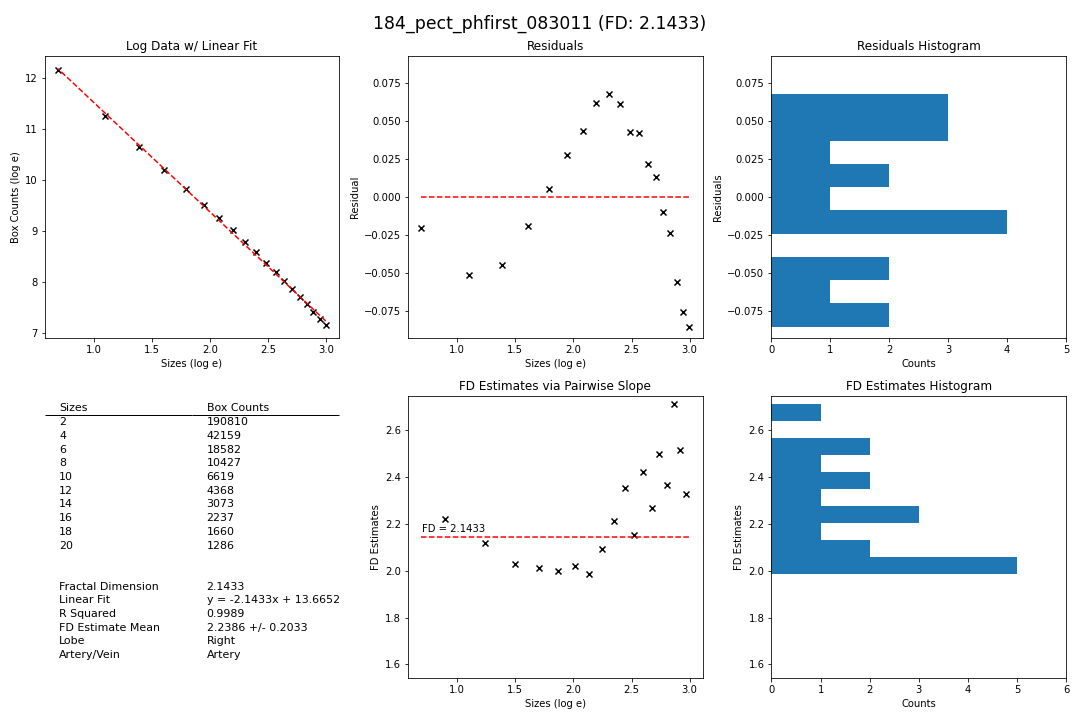 184_pect_phfirst_083011 (FD: 2.1433)
Log Data w/ Linear Fit
Box Counts (log e)
12
11
10
9
8
7
1.0 1.5 2.0 2.5 3.0
Sizes (log e)
Residuals
Residual
0.075
0.050
0.025
0.000
−0.025
−0.050
−0.075
1.0 1.5 2.0 2.5 3.0
Sizes (log e)
Residuals Histogram
Residuals
0.075
0.050
0.025
0.000
−0.025
−0.050
−0.075
0 1 2 3 4 5
Counts
Sizes Box Counts
2 190810
4 42159
6 18582
8 10427
10 6619
12 4368
14 3073
16 2237
18 1660
20 1286
Fractal Dimension 2.1433
Linear Fit y = -2.1433x + 13.6652
R Squared 0.9989
FD Estimate Mean 2.2386 +/- 0.2033
Lobe Right
Artery/Vein Artery
FD Estimates via Pairwise Slope
FD Estimates
2.6
2.4
2.2
2.0
1.8
1.6
FD = 2.1433
1.0 1.5 2.0 2.5 3.0
Sizes (log e)
FD Estimates Histogram
FD Estimates
2.6
2.4
2.2
2.0
1.8
1.6
0 1 2 3 4 5 6
Counts